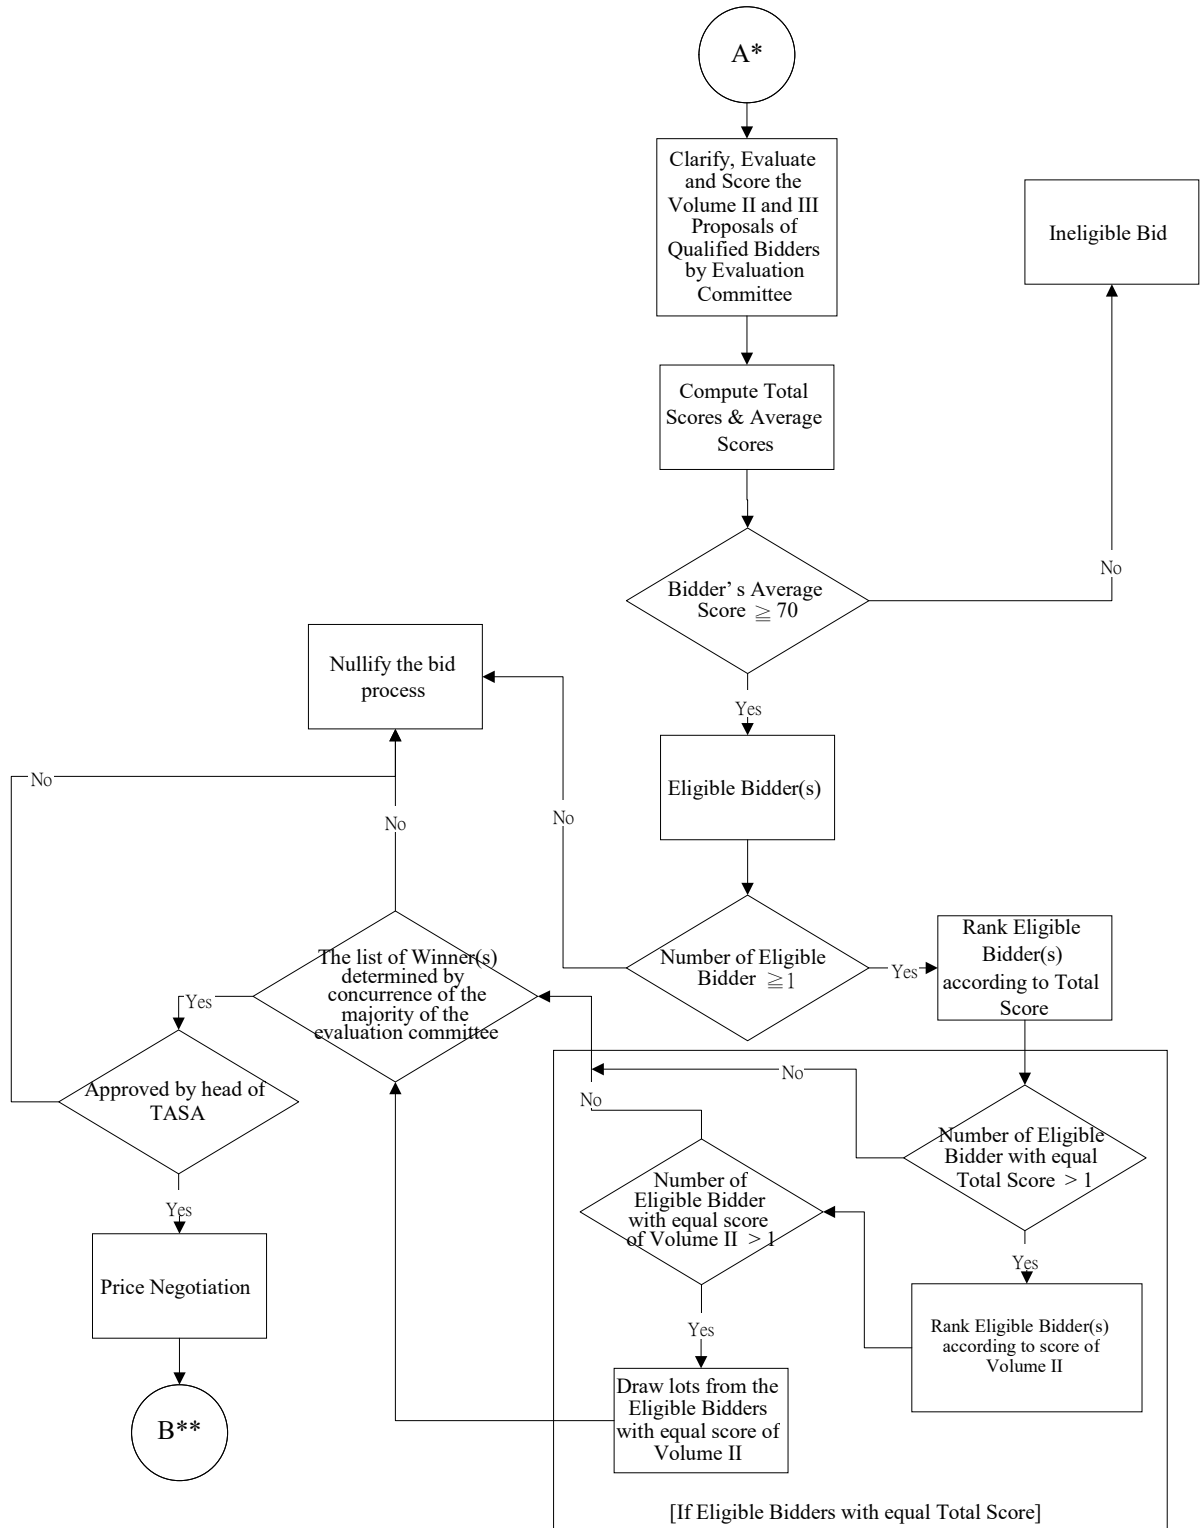 A*
Clarify, Evaluate
and Score the
Volume II and III
Proposals of
Qualified Bidders
by Evaluation
Committee
Ineligible Bid
Compute Total
Scores & Average
Scores
No
Bidder’ s Average
Score ≧ 70
Nullify the bid
process
Yes
No
Eligible Bidder(s)
No
No
The list of Winner(s)
determined by
concurrence of the
majority of the
evaluation committee
Number of Eligible
Bidder ≧1
Yes
Rank Eligible
Bidder(s)
according to Total
Score
Yes
Approved by head of
TASA
No
No
Number of Eligible
Bidder with equal
Total Score > 1
Number of
Eligible Bidder
with equal score
of Volume II > 1
Yes
Yes
Price Negotiation
Rank Eligible Bidder(s)
according to score of
Volume II
Yes
Draw lots from the
Eligible Bidders
with equal score of
Volume II
B**
[If Eligible Bidders with equal Total Score]